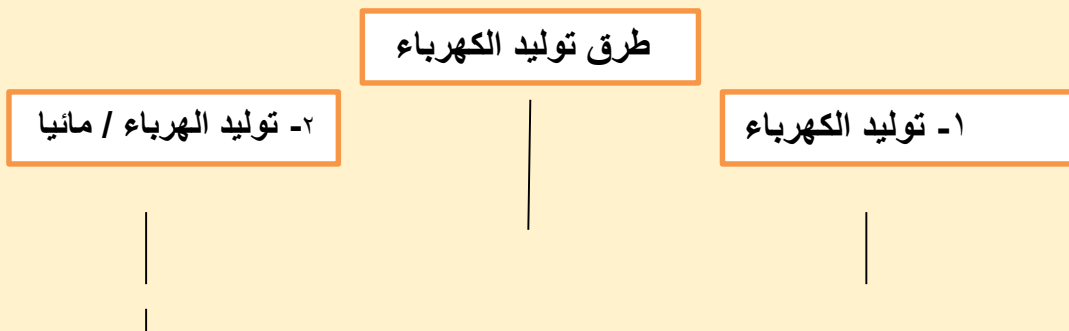 طرق توليد الكهرباء
١- توليد الكهرباء
٢- توليد الهرباء / مائيا